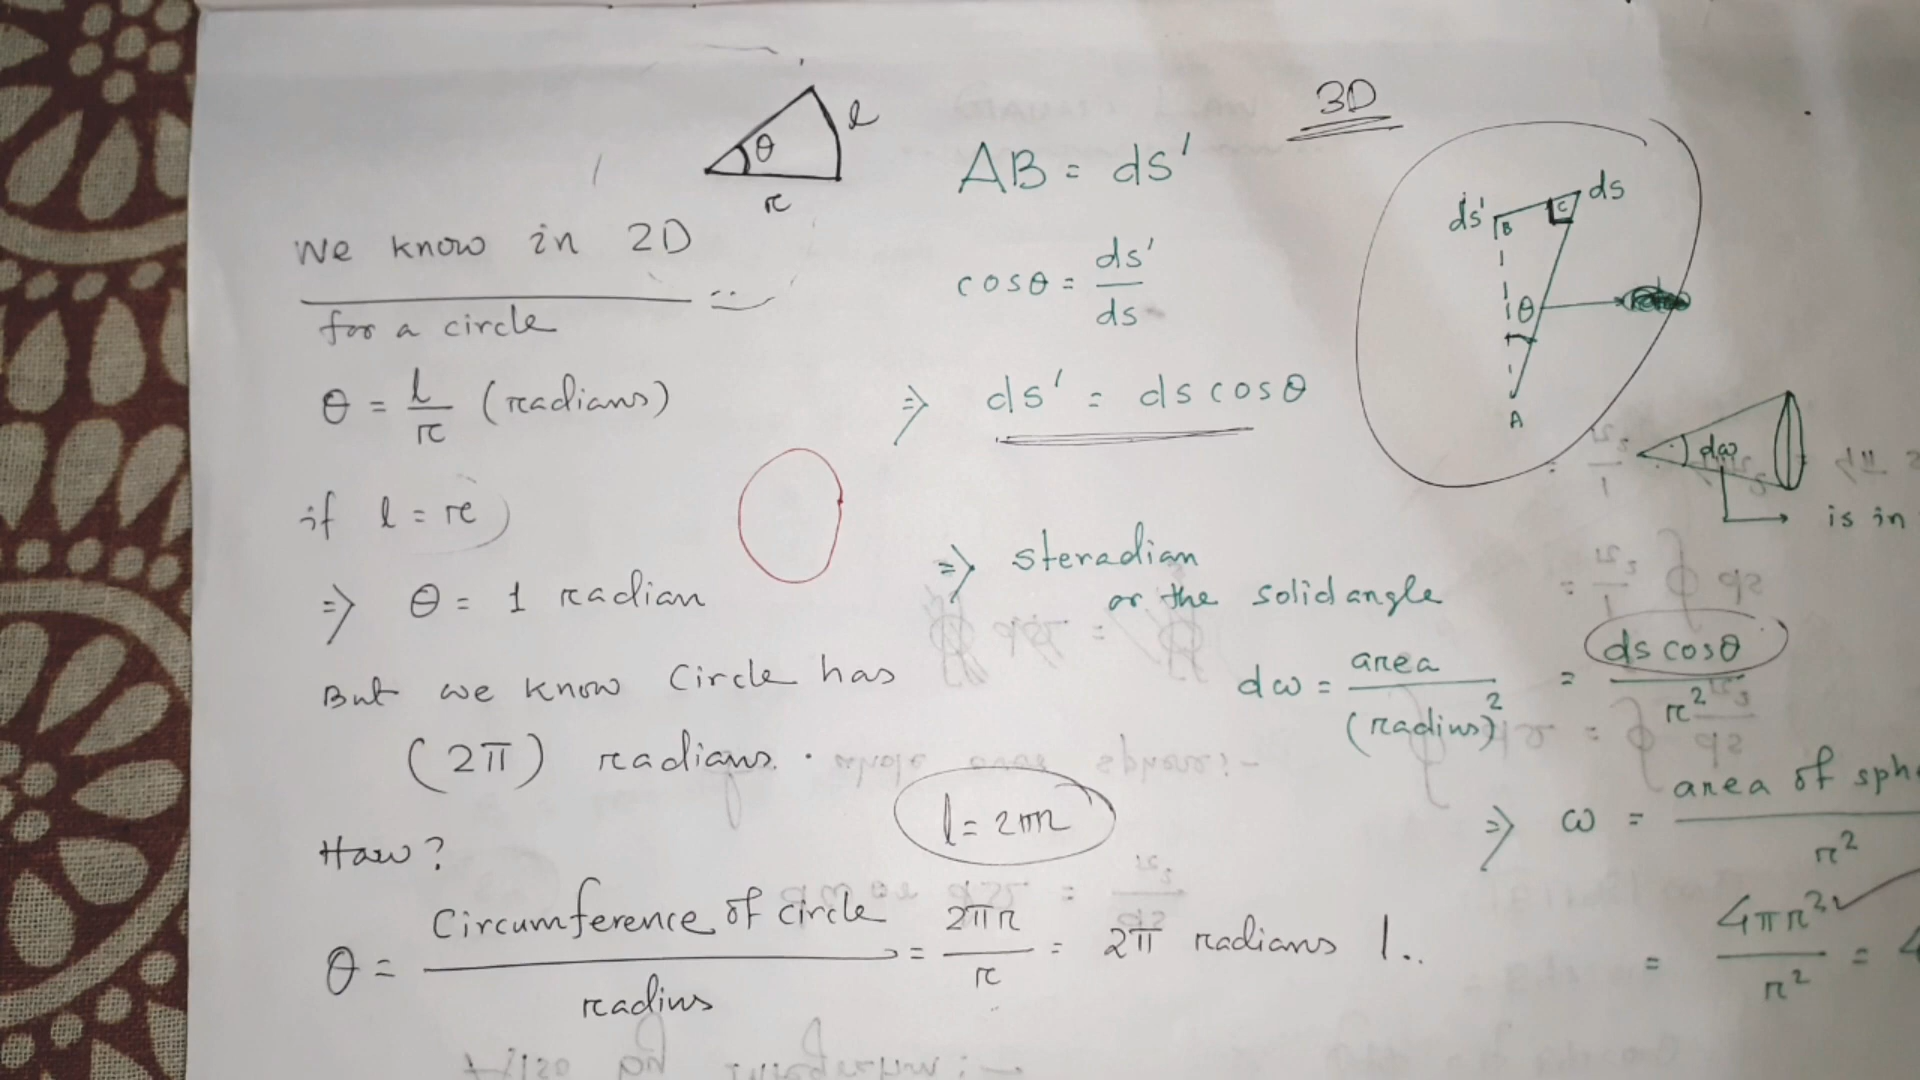 l
θ
r
We know in 2D
for a circle
θ = l/r (radians)
if l = r
⇒ θ = 1 radian
But we know Circle has
(2π) radians.
How?
l = 2πr
θ = Circumference of circle / radius = 2πr / r = 2π radians
3D
AB = ds'
cosθ = ds' / ds
⇒ ds' = ds cosθ
ds' B C ds
θ
A
dω
is in
⇒ steradian
or the solid angle
dω = area / (radius)² = ds cosθ / r²
⇒ ω = area of sph
r²
= 4πr² / r² = 4